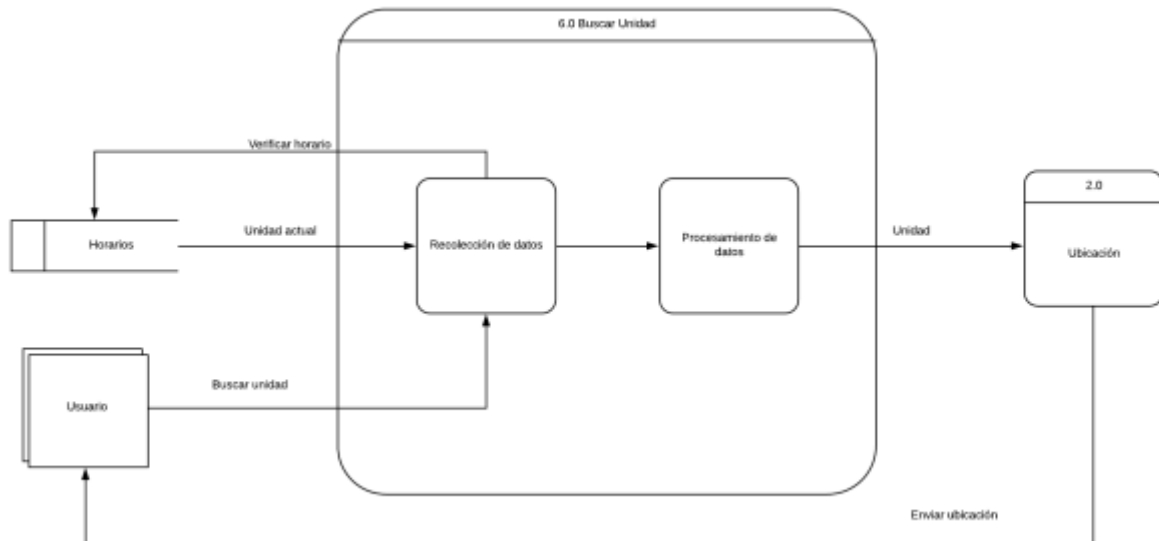 6.0 Buscar Unidad
Verificar horario
2.0
Horarios
Unidad actual
Recolección de datos
Procesamiento de
datos
Unidad
Ubicación
Buscar unidad
Usuario
Enviar ubicación